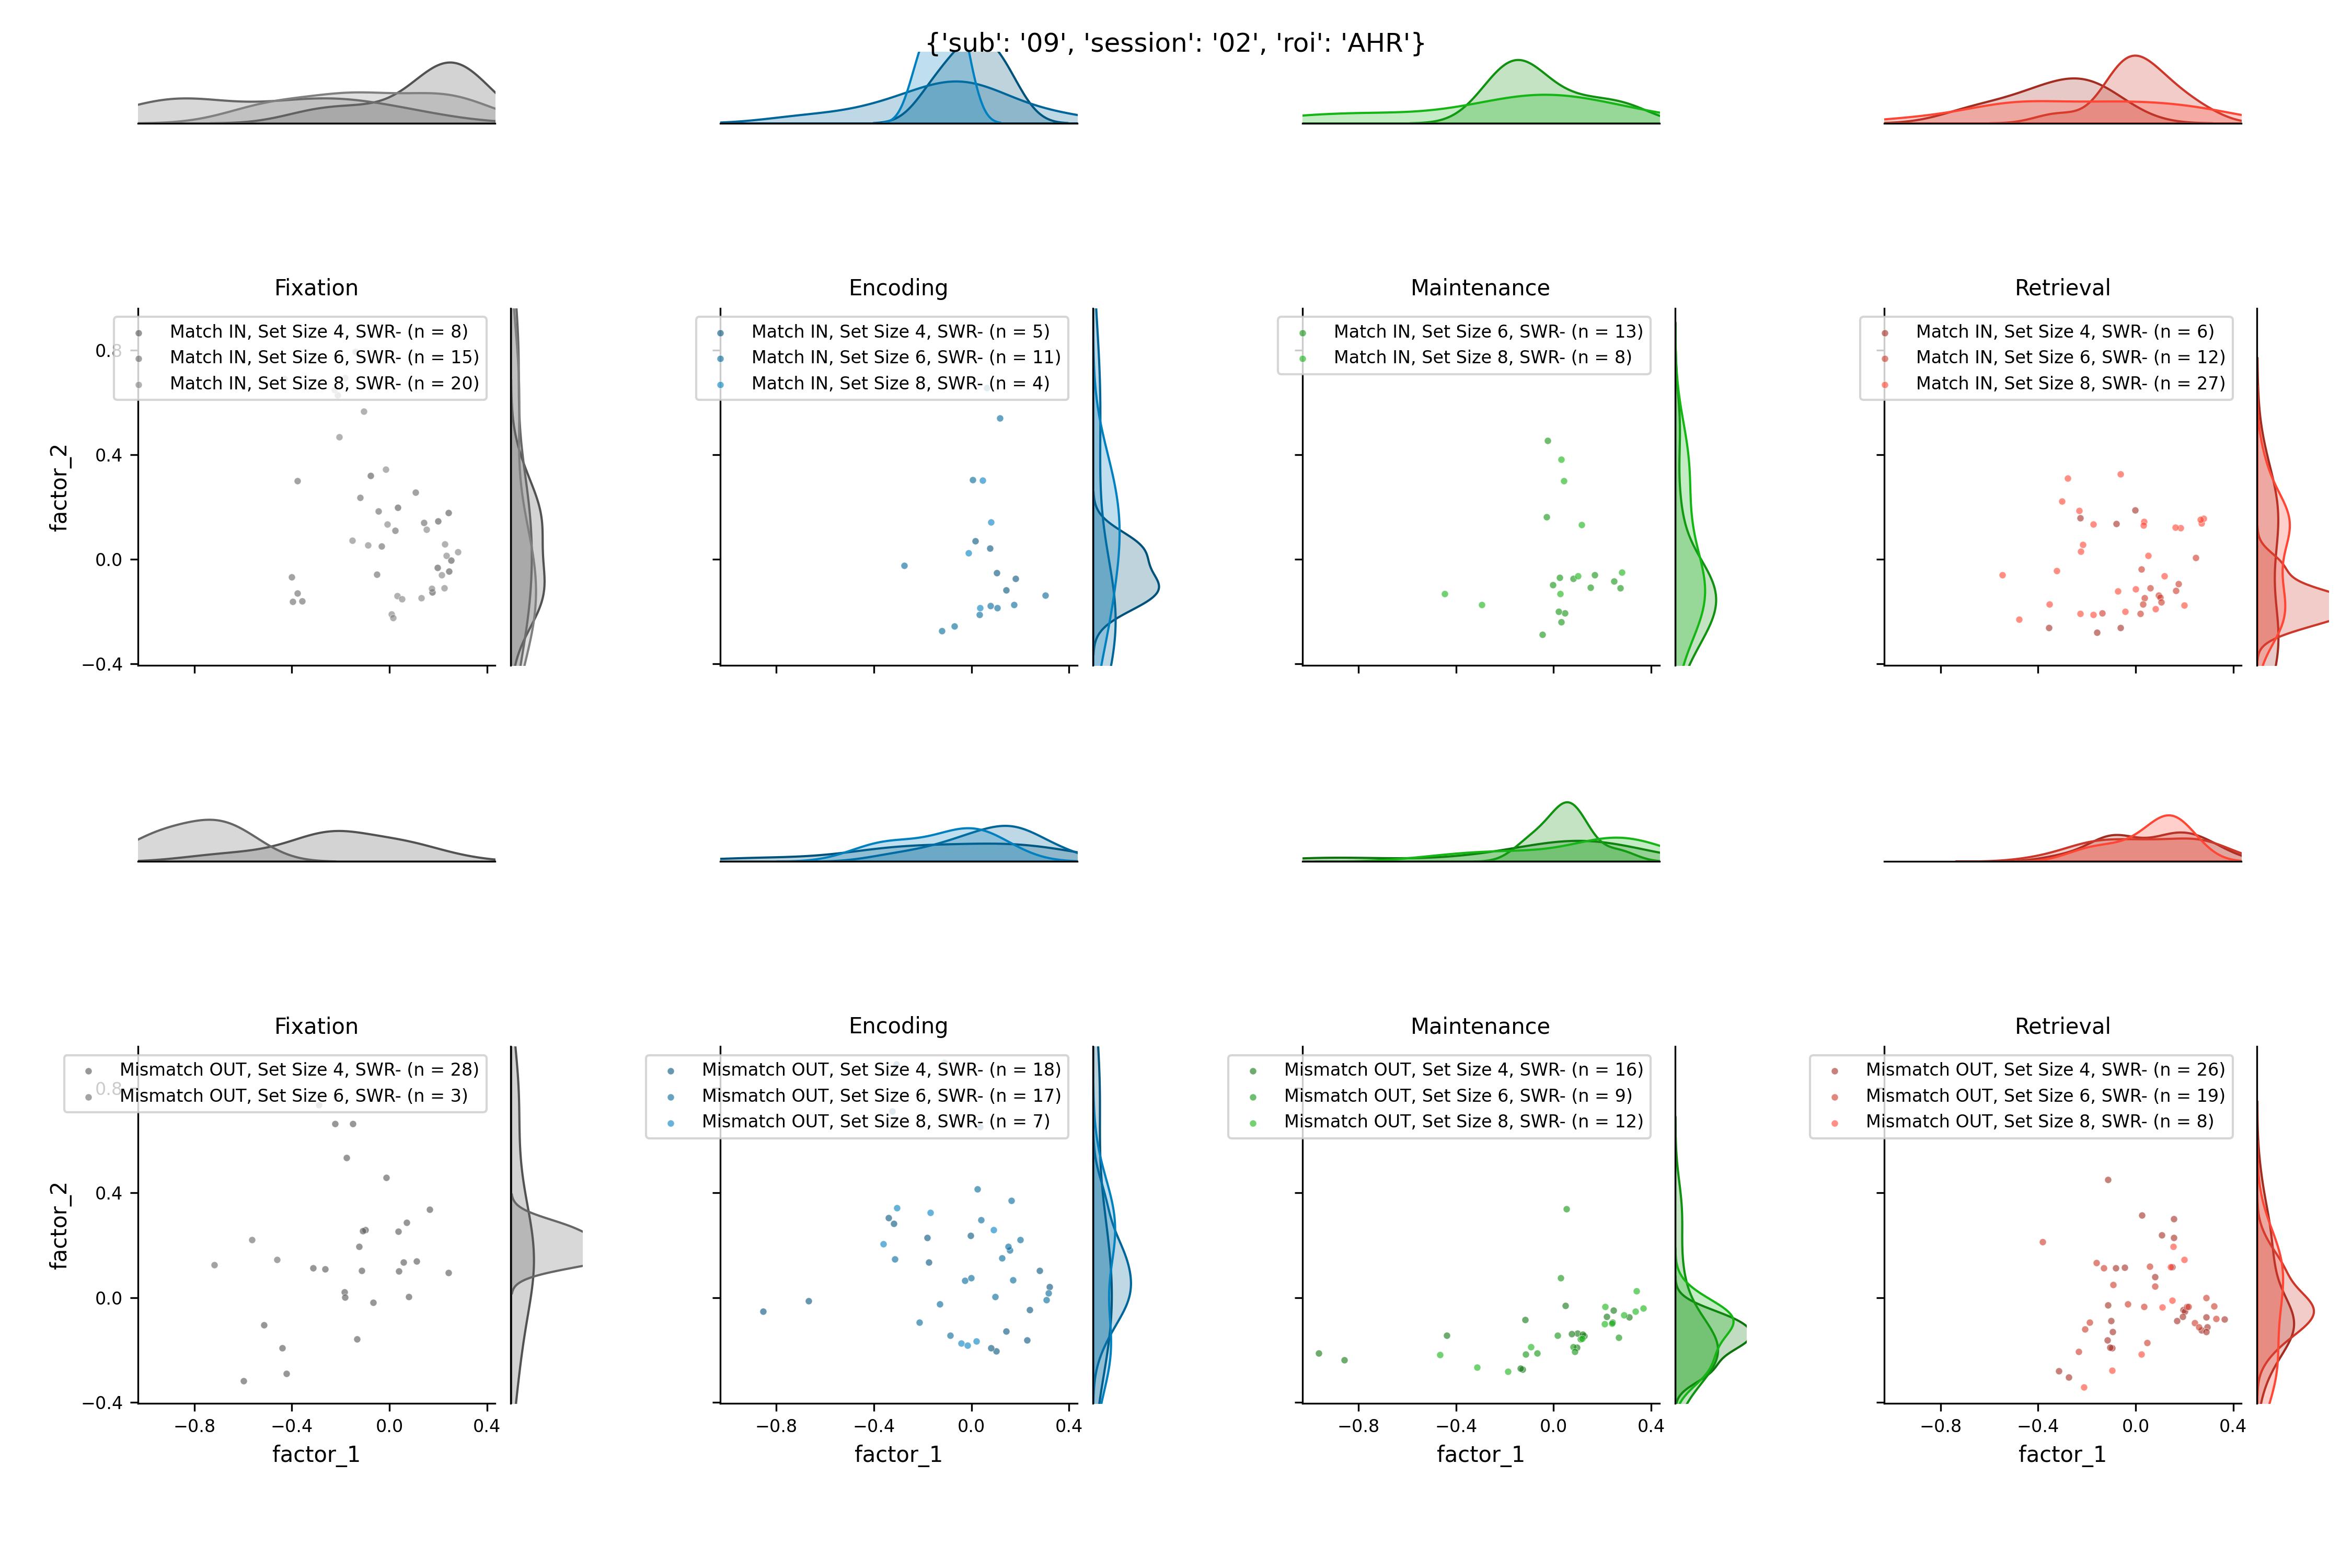 {'sub': '09', 'session': '02', 'roi': 'AHR'}
Fixation
Encoding
Maintenance
Retrieval
Match IN, Set Size 4, SWR- (n = 8)
Match IN, Set Size 6, SWR- (n = 15)
Match IN, Set Size 8, SWR- (n = 20)
Match IN, Set Size 4, SWR- (n = 5)
Match IN, Set Size 6, SWR- (n = 11)
Match IN, Set Size 8, SWR- (n = 4)
Match IN, Set Size 6, SWR- (n = 13)
Match IN, Set Size 8, SWR- (n = 8)
Match IN, Set Size 4, SWR- (n = 6)
Match IN, Set Size 6, SWR- (n = 12)
Match IN, Set Size 8, SWR- (n = 27)
factor_2
0.8
0.4
0.0
−0.4
Fixation
Encoding
Maintenance
Retrieval
Mismatch OUT, Set Size 4, SWR- (n = 28)
Mismatch OUT, Set Size 6, SWR- (n = 3)
Mismatch OUT, Set Size 4, SWR- (n = 18)
Mismatch OUT, Set Size 6, SWR- (n = 17)
Mismatch OUT, Set Size 8, SWR- (n = 7)
Mismatch OUT, Set Size 4, SWR- (n = 16)
Mismatch OUT, Set Size 6, SWR- (n = 9)
Mismatch OUT, Set Size 8, SWR- (n = 12)
Mismatch OUT, Set Size 4, SWR- (n = 26)
Mismatch OUT, Set Size 6, SWR- (n = 19)
Mismatch OUT, Set Size 8, SWR- (n = 8)
factor_2
0.8
0.4
0.0
−0.4
−0.8 −0.4 0.0 0.4
−0.8 −0.4 0.0 0.4
−0.8 −0.4 0.0 0.4
−0.8 −0.4 0.0 0.4
factor_1
factor_1
factor_1
factor_1